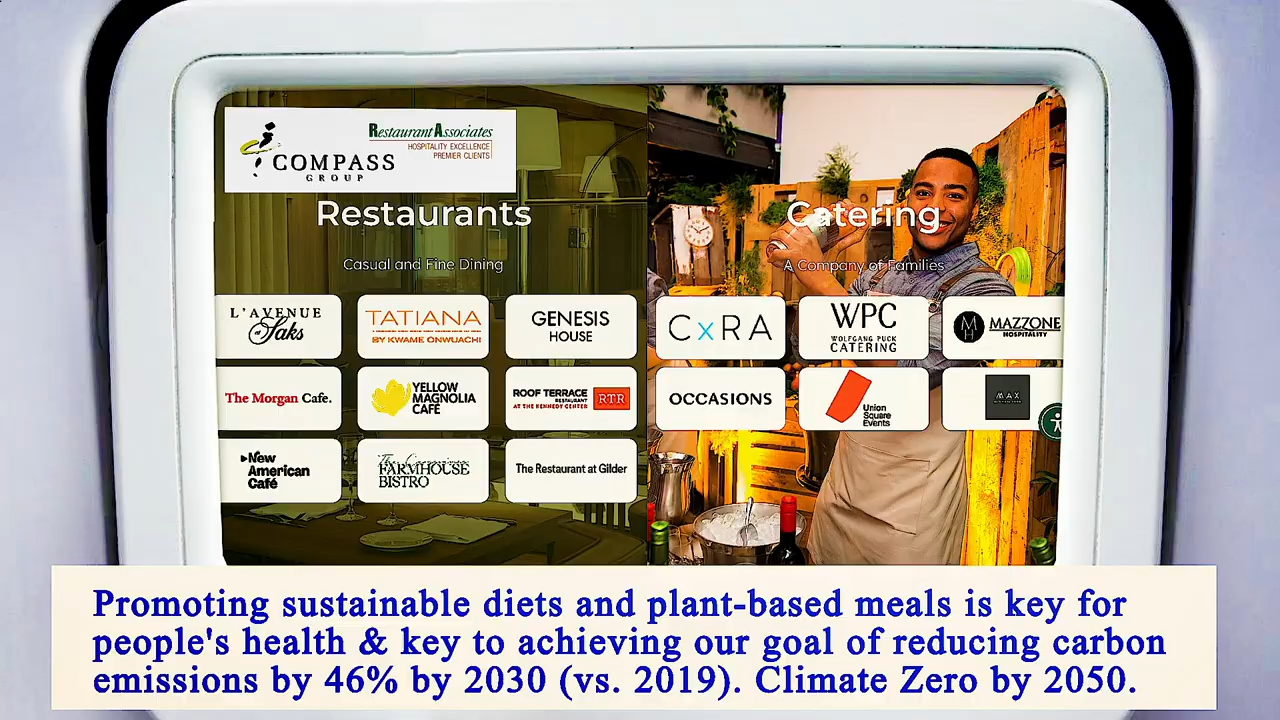 COMPASS
GROUP
Restaurant Associates
HOSPITALITY EXCELLENCE
PREMIER CLIENTS
Restaurants
Casual and Fine Dining
L'AVENUE
Saks
TATIANA
BY KWAME ONWUACHI
GENESIS
HOUSE
The Morgan Cafe.
YELLOW
MAGNOLIA
CAFÉ
ROOF TERRACE
RESTAURANT
AT THE KENNEDY CENTER
RTR
New
American
Café
FARMHOUSE
BISTRO
The Restaurant at Gilder
Catering
A Company of Families
CxRA
WPC
WOLFGANG PUCK
CATERING
MH
MAZZONE
HOSPITALITY
OCCASIONS
Union
Square
Events
MAX
Promoting sustainable diets and plant-based meals is key for
people's health & key to achieving our goal of reducing carbon
emissions by 46% by 2030 (vs. 2019). Climate Zero by 2050.